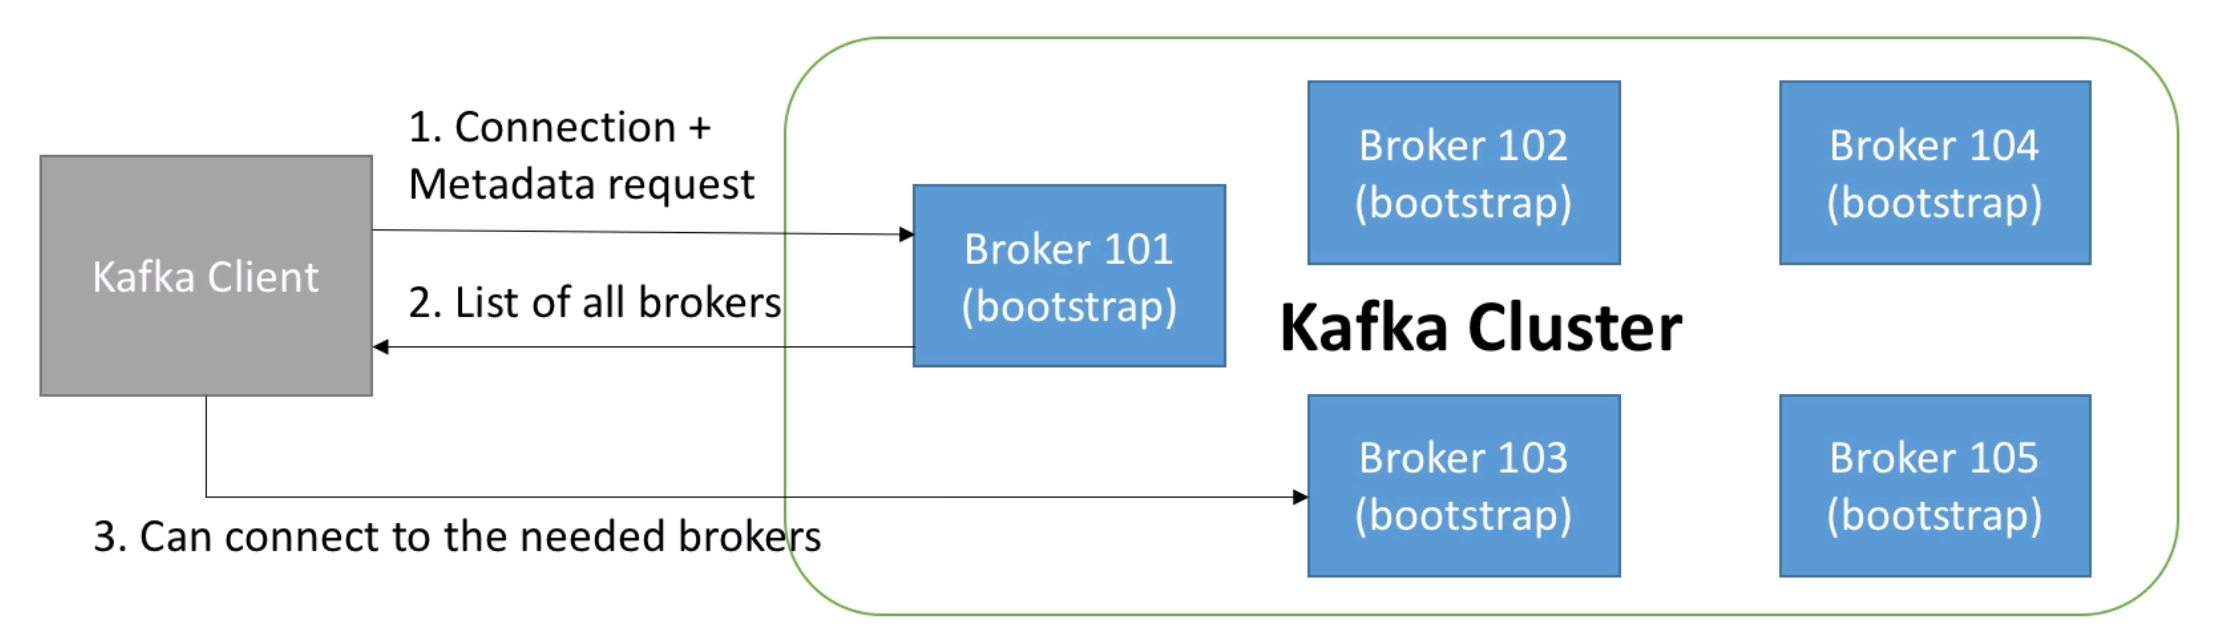 1. Connection +
Metadata request
Kafka Client
2. List of all brokers
3. Can connect to the needed brokers
Broker 101
(bootstrap)
Broker 102
(bootstrap)
Broker 104
(bootstrap)
Kafka Cluster
Broker 103
(bootstrap)
Broker 105
(bootstrap)